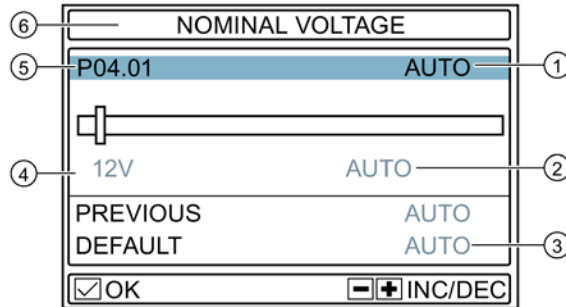 6 NOMINAL VOLTAGE
5 P04.01 AUTO 1
4 12V AUTO 2
PREVIOUS AUTO
DEFAULT AUTO 3
OK - + INC/DEC